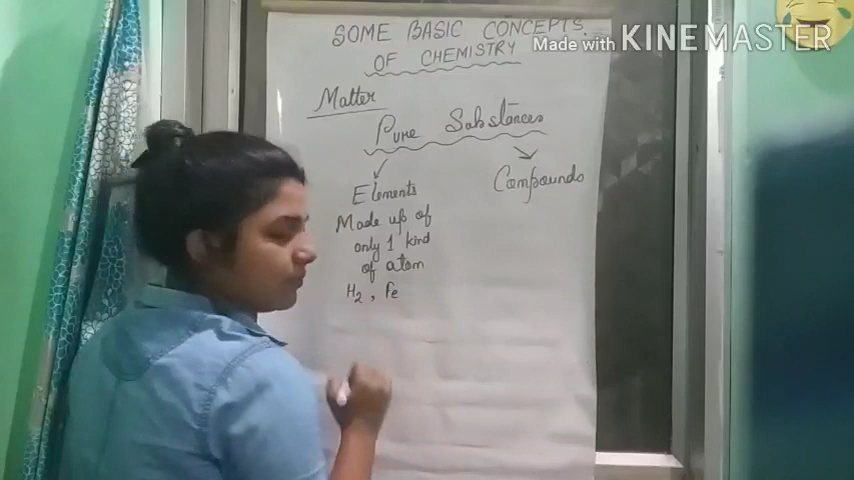 SOME BASIC CONCEPTS
OF CHEMISTRY
Made with KINEMASTER
Matter
Pure Substances
Elements
Made up of
only 1 kind
of atom
H2, Fe
Compounds